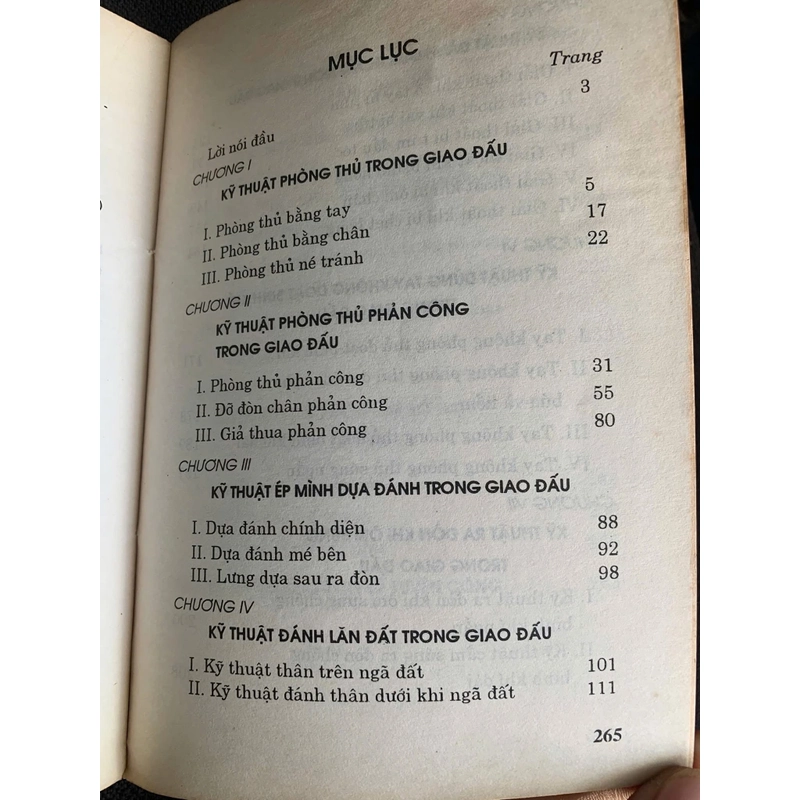 MỤC LỤC
Trang
Lời nói đầu 3
CHƯƠNG I
KỸ THUẬT PHÒNG THỦ TRONG GIAO ĐẤU
I. Phòng thủ bằng tay 5
II. Phòng thủ bằng chân 17
III. Phòng thủ né tránh 22
CHƯƠNG II
KỸ THUẬT PHÒNG THỦ PHẢN CÔNG
TRONG GIAO ĐẤU
I. Phòng thủ phản công 31
II. Đỡ đòn chân phản công 55
III. Giả thua phản công 80
CHƯƠNG III
KỸ THUẬT ÉP MÌNH DỰA ĐÁNH TRONG GIAO ĐẤU
I. Dựa đánh chính diện 88
II. Dựa đánh mé bên 92
III. Lưng dựa sau ra đòn 98
CHƯƠNG IV
KỸ THUẬT ĐÁNH LĂN ĐẤT TRONG GIAO ĐẤU
I. Kỹ thuật thân trên ngã đất 101
II. Kỹ thuật đánh thân dưới khi ngã đất 111
265